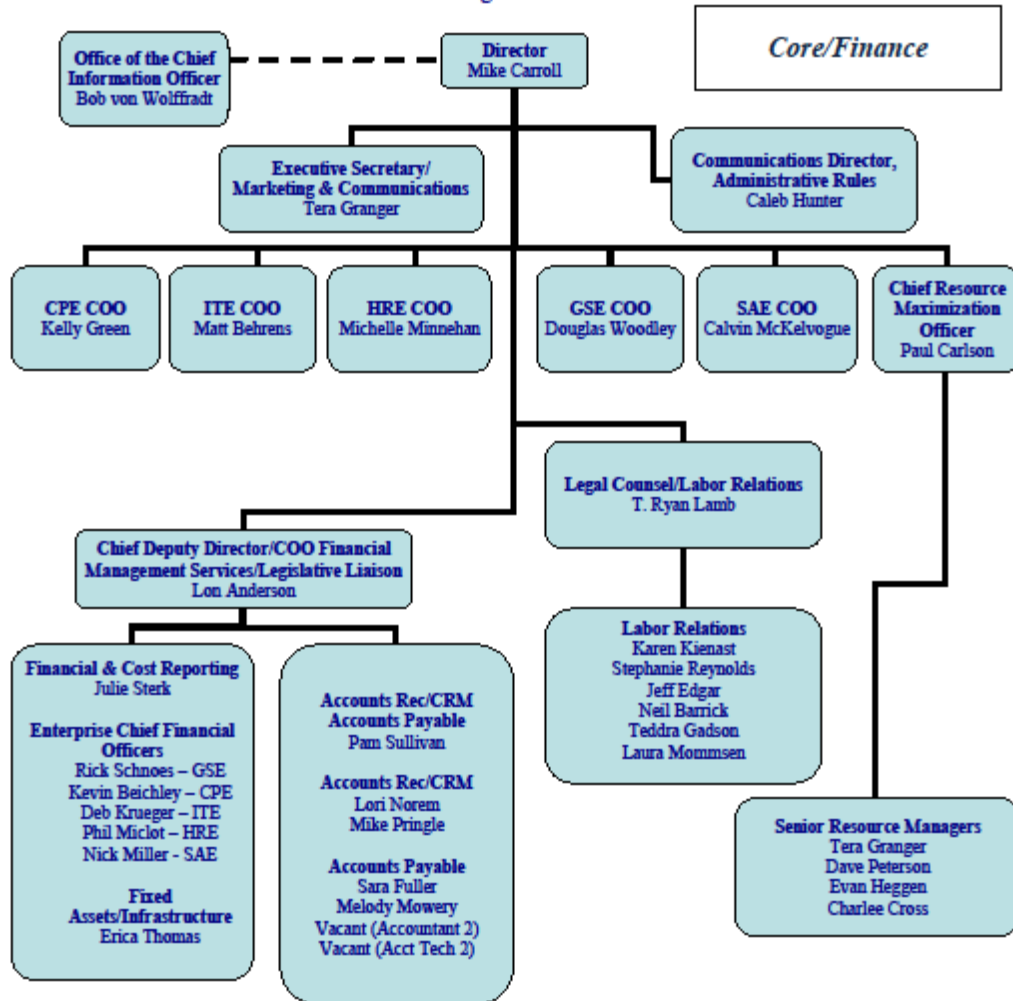 Office of the Chief
Information Officer
Bob von Wolffradt
Director
Mike Carroll
Core/Finance
Executive Secretary/
Marketing & Communications
Tera Granger
Communications Director,
Administrative Rules
Caleb Hunter
CPE COO
Kelly Green
ITE COO
Matt Behrens
HRE COO
Michelle Minnehan
GSE COO
Douglas Woodley
SAE COO
Calvin McKelvogue
Chief Resource
Maximization
Officer
Paul Carlson
Legal Counsel/Labor Relations
T. Ryan Lamb
Chief Deputy Director/COO Financial
Management Services/Legislative Liaison
Lon Anderson
Labor Relations
Karen Kienast
Stephanie Reynolds
Jeff Edgar
Neil Barrick
Teddra Gadson
Laura Mommsen
Financial & Cost Reporting
Julie Sterk
Enterprise Chief Financial
Officers
Rick Schnoes – GSE
Kevin Beichley – CPE
Deb Krueger – ITE
Phil Miclot – HRE
Nick Miller - SAE
Fixed
Assets/Infrastructure
Erica Thomas
Accounts Rec/CRM
Accounts Payable
Pam Sullivan
Accounts Rec/CRM
Lori Norem
Mike Pringle
Accounts Payable
Sara Fuller
Melody Mowery
Vacant (Accountant 2)
Vacant (Acct Tech 2)
Senior Resource Managers
Tera Granger
Dave Peterson
Evan Heggen
Charlee Cross